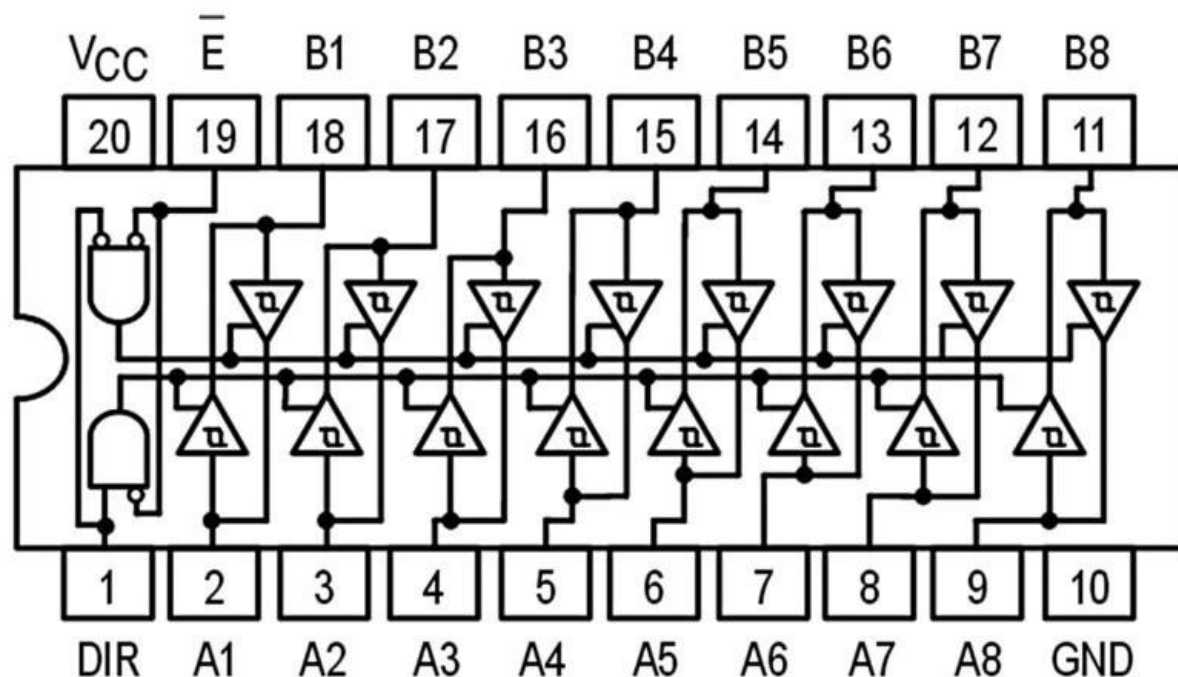 VCC E̅ B1 B2 B3 B4 B5 B6 B7 B8
20 19 18 17 16 15 14 13 12 11
1 2 3 4 5 6 7 8 9 10
DIR A1 A2 A3 A4 A5 A6 A7 A8 GND